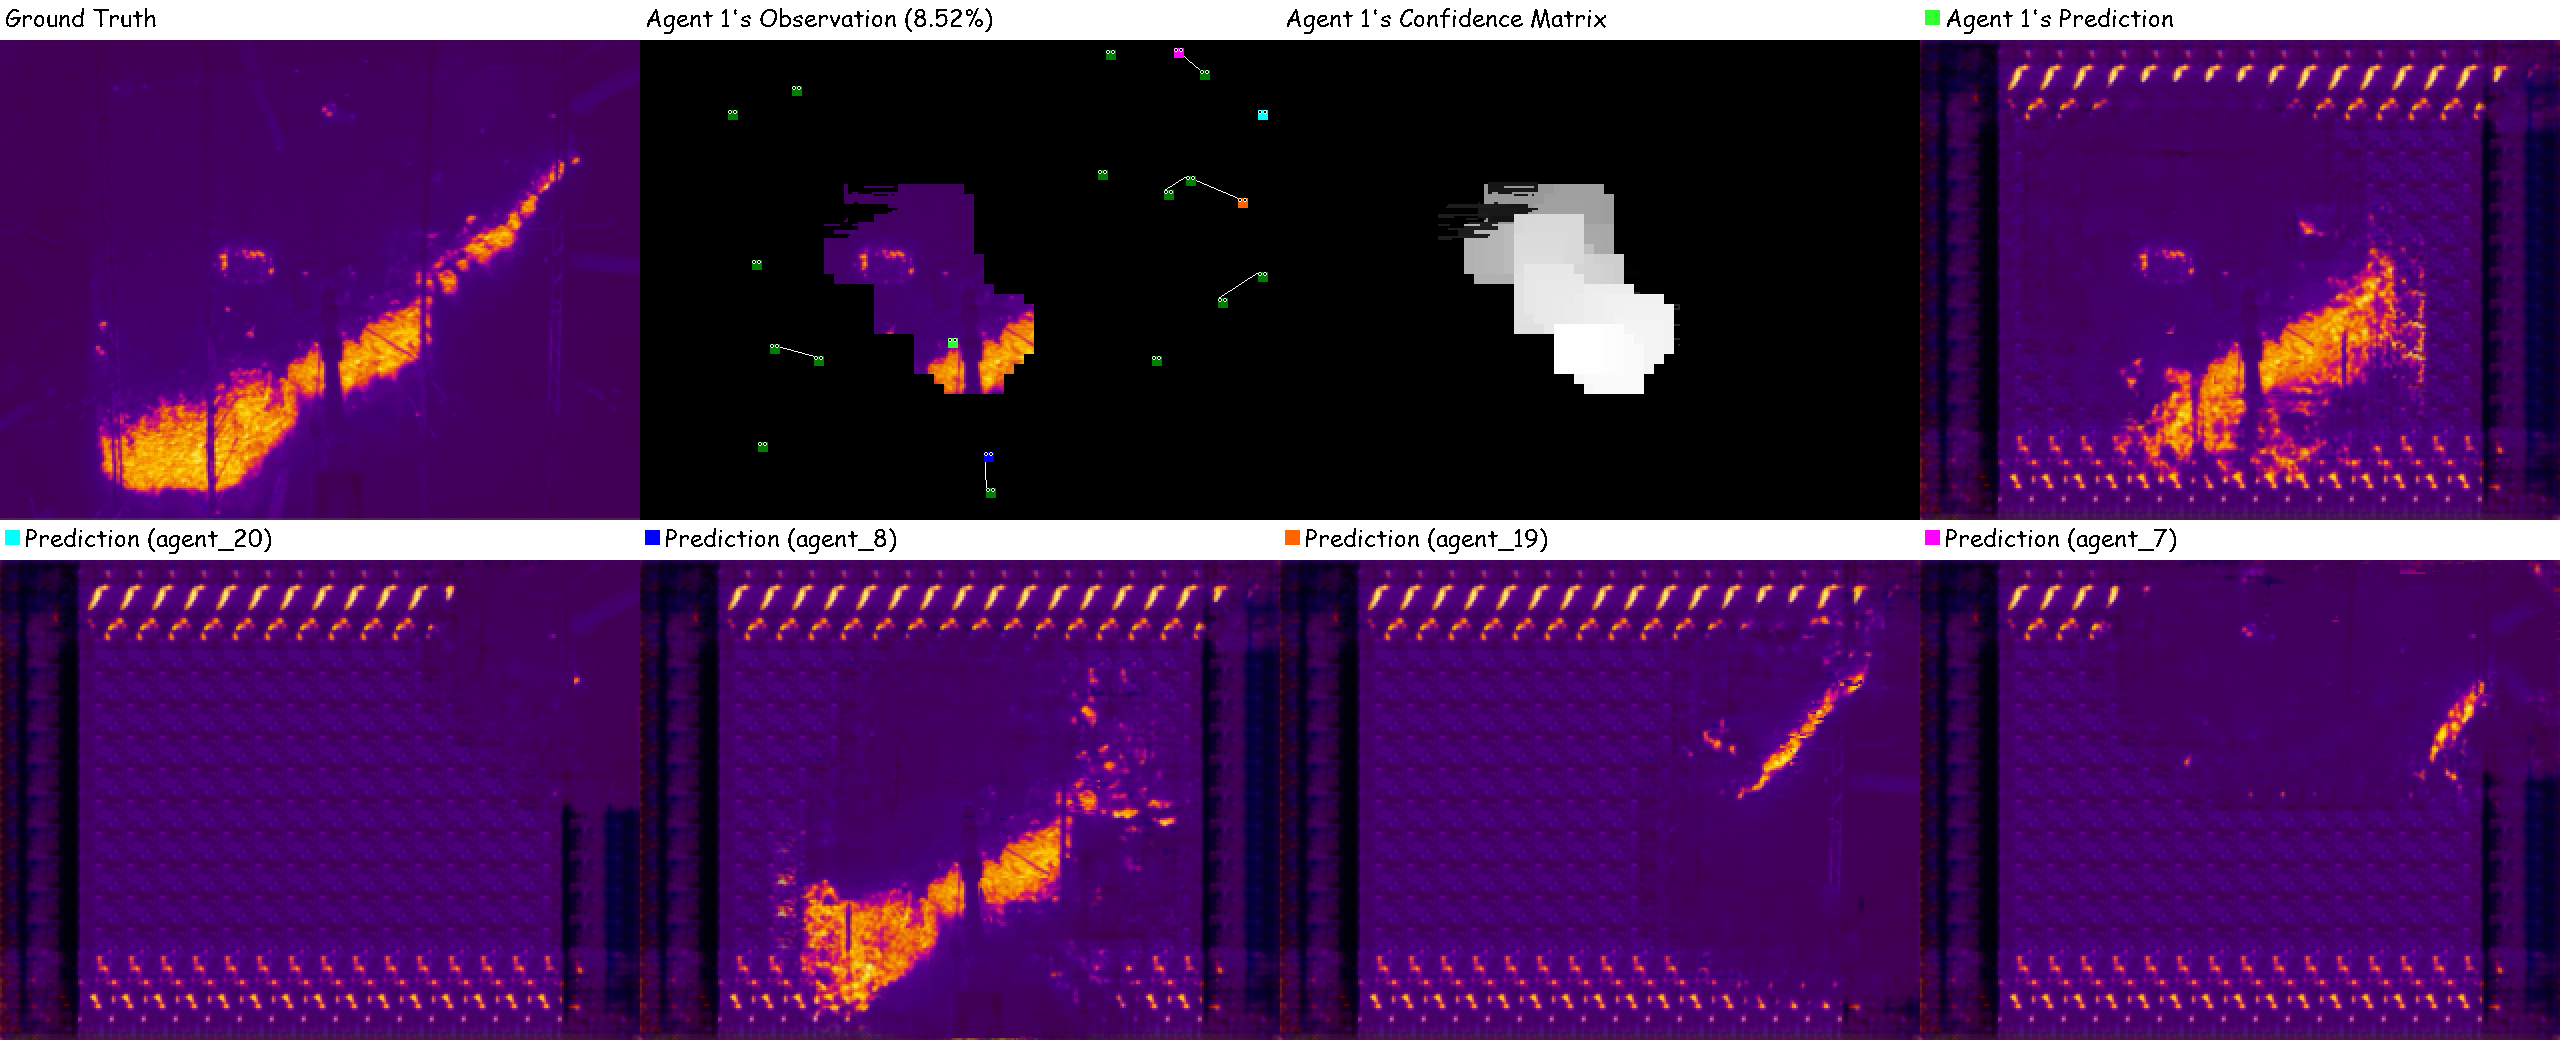 Ground Truth
Agent 1's Observation (8.52%)
Agent 1's Confidence Matrix
Agent 1's Prediction
Prediction (agent_20)
Prediction (agent_8)
Prediction (agent_19)
Prediction (agent_7)